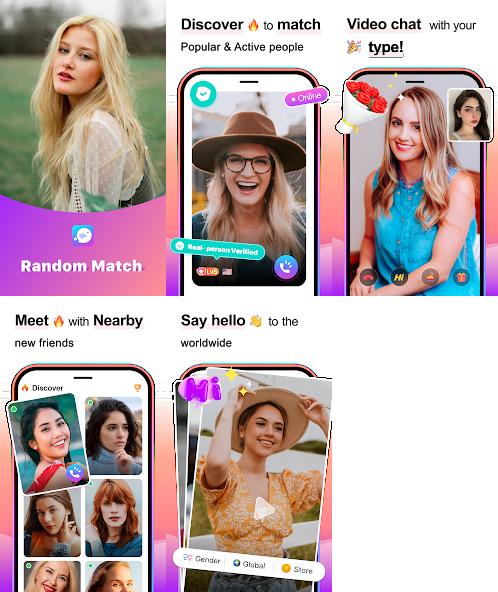 Random Match
Discover 🔥 to match
Popular & Active people
Online
Real- person Verified
Lv5
Video chat with your
🎉 type!
Hi
Meet 🔥 with Nearby
new friends
Discover
Say hello 👋 to the
worldwide
Hi
Gender
Global
Store